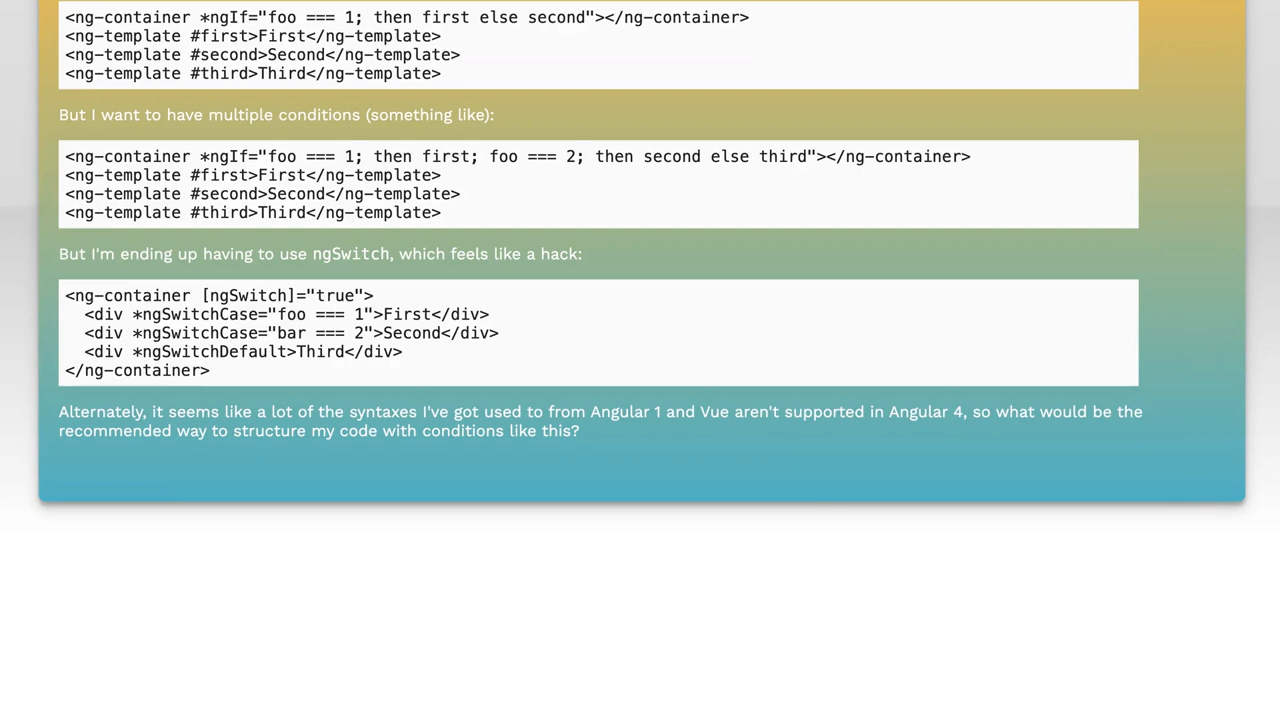 <ng-container *ngIf="foo === 1; then first else second"></ng-container>
<ng-template #first>First</ng-template>
<ng-template #second>Second</ng-template>
<ng-template #third>Third</ng-template>
But I want to have multiple conditions (something like):
<ng-container *ngIf="foo === 1; then first; foo === 2; then second else third"></ng-container>
<ng-template #first>First</ng-template>
<ng-template #second>Second</ng-template>
<ng-template #third>Third</ng-template>
But I'm ending up having to use ngSwitch, which feels like a hack:
<ng-container [ngSwitch]="true">
  <div *ngSwitchCase="foo === 1">First</div>
  <div *ngSwitchCase="bar === 2">Second</div>
  <div *ngSwitchDefault>Third</div>
</ng-container>
Alternately, it seems like a lot of the syntaxes I've got used to from Angular 1 and Vue aren't supported in Angular 4, so what would be the
recommended way to structure my code with conditions like this?